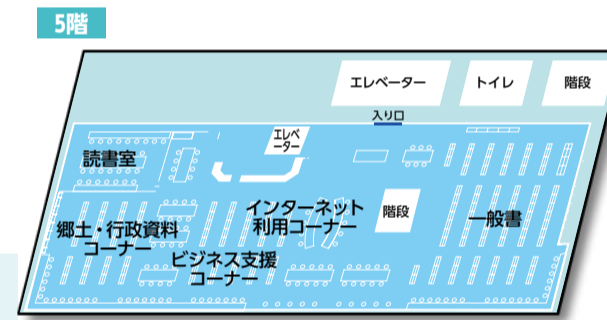 5階
エレベーター
トイレ
階段
入り口
エレベ
ーター
読書室
インターネット
利用コーナー
階段
一般書
郷土・行政資料
コーナー
ビジネス支援
コーナー